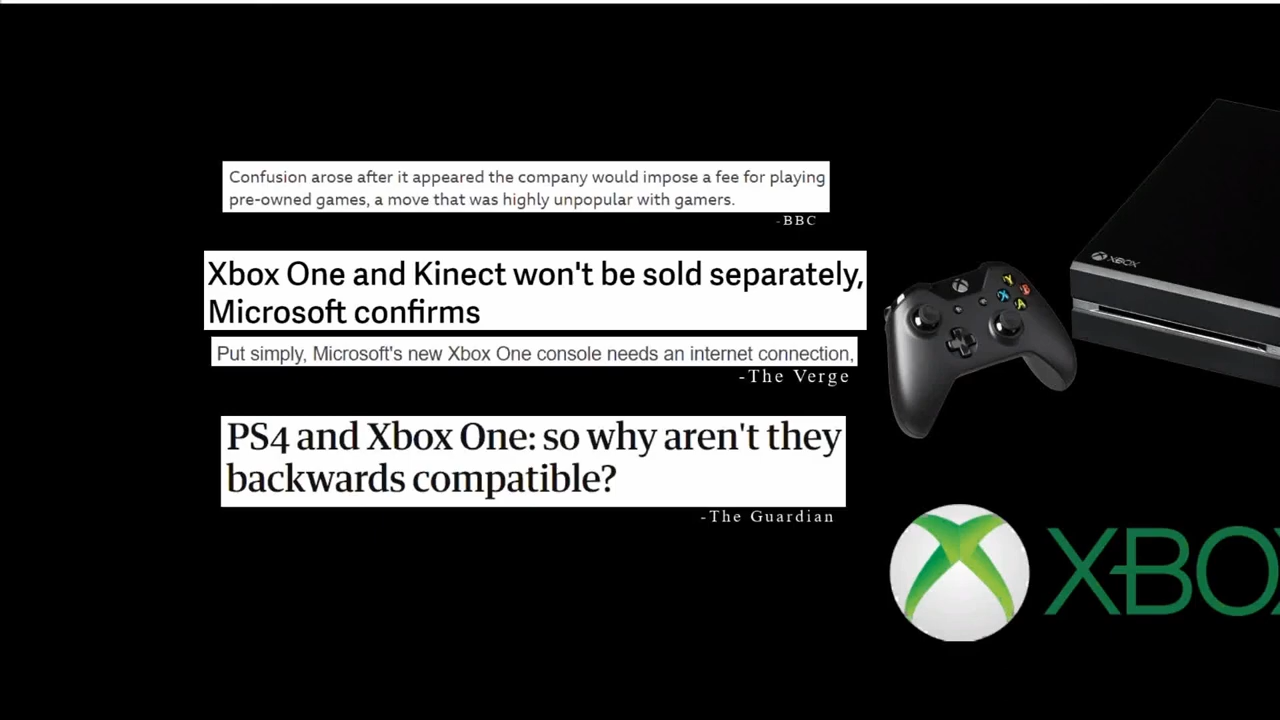 Confusion arose after it appeared the company would impose a fee for playing
pre-owned games, a move that was highly unpopular with gamers.
-BBC
Xbox One and Kinect won't be sold separately,
Microsoft confirms
Put simply, Microsoft's new Xbox One console needs an internet connection,
-The Verge
PS4 and Xbox One: so why aren't they
backwards compatible?
-The Guardian
XBOX
Y
X
B
A
XBOX